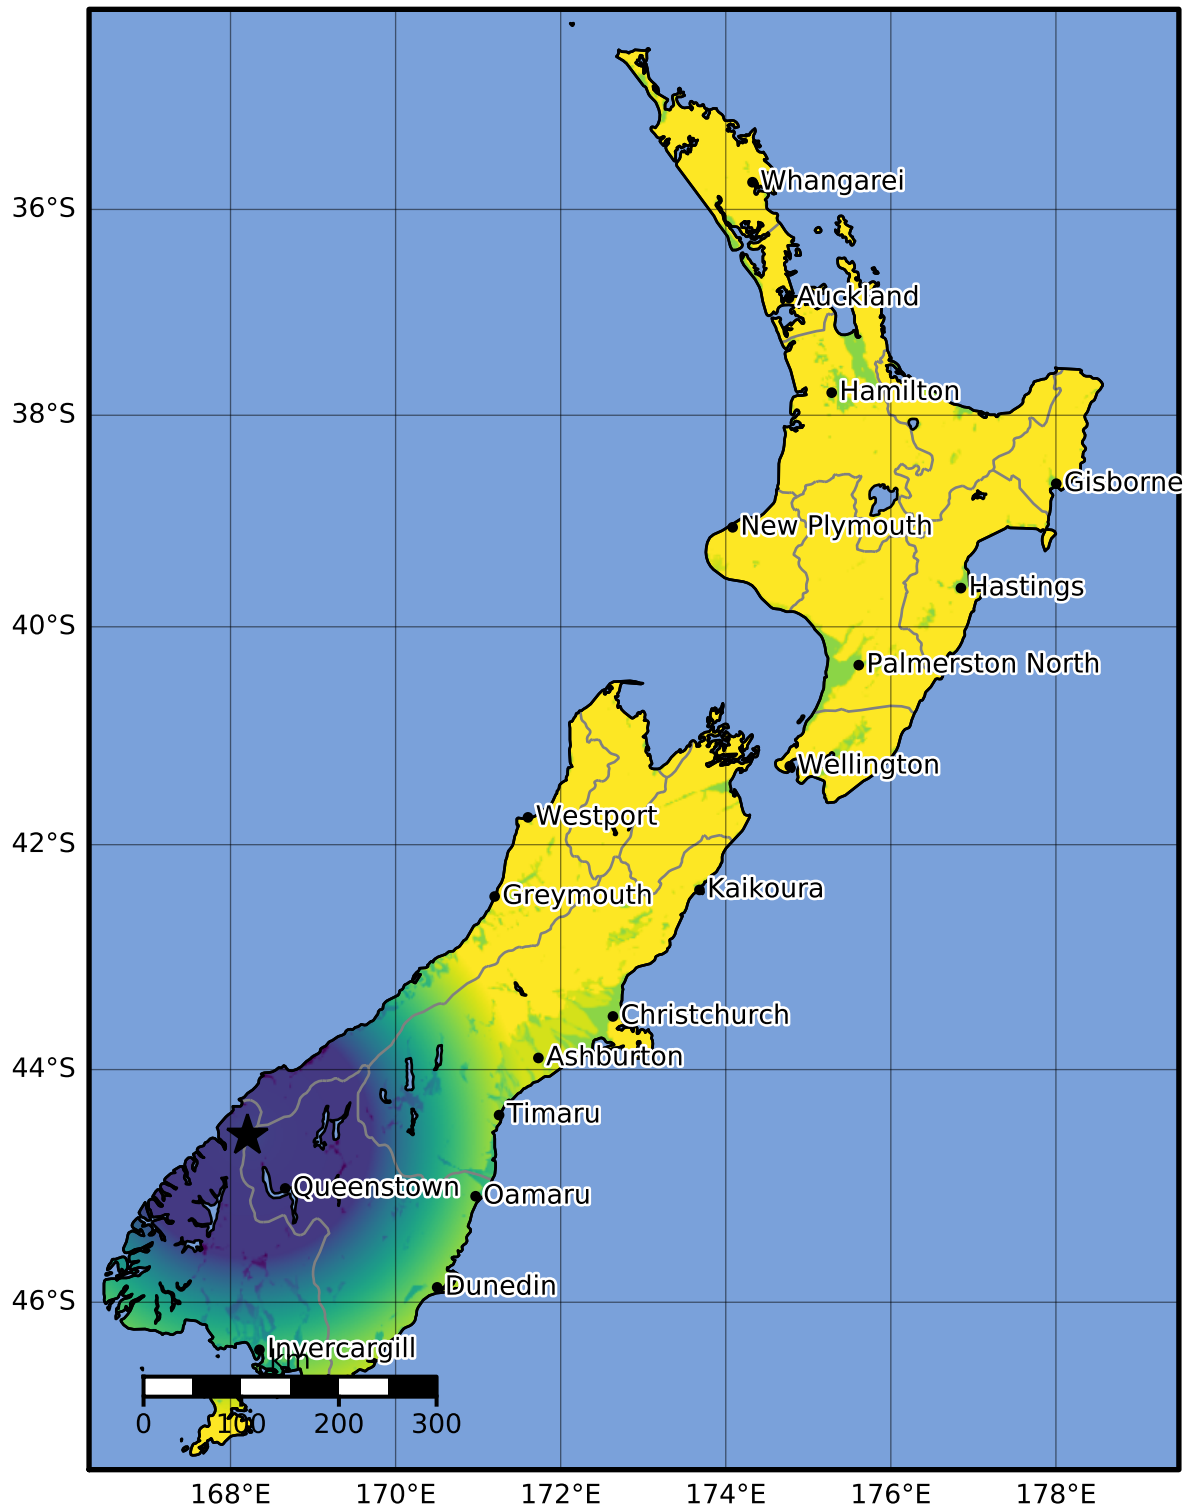 Whangarei
36°S
Auckland
Hamilton
38°S
Gisborne
New Plymouth
Hastings
40°S
Palmerston North
Wellington
Westport
42°S
Kaikoura
Greymouth
Christchurch
Ashburton
44°S
Timaru
Queenstown
Oamaru
Dunedin
46°S
Invercargill
km
0 100 200 300
168°E 170°E 172°E 174°E 176°E 178°E